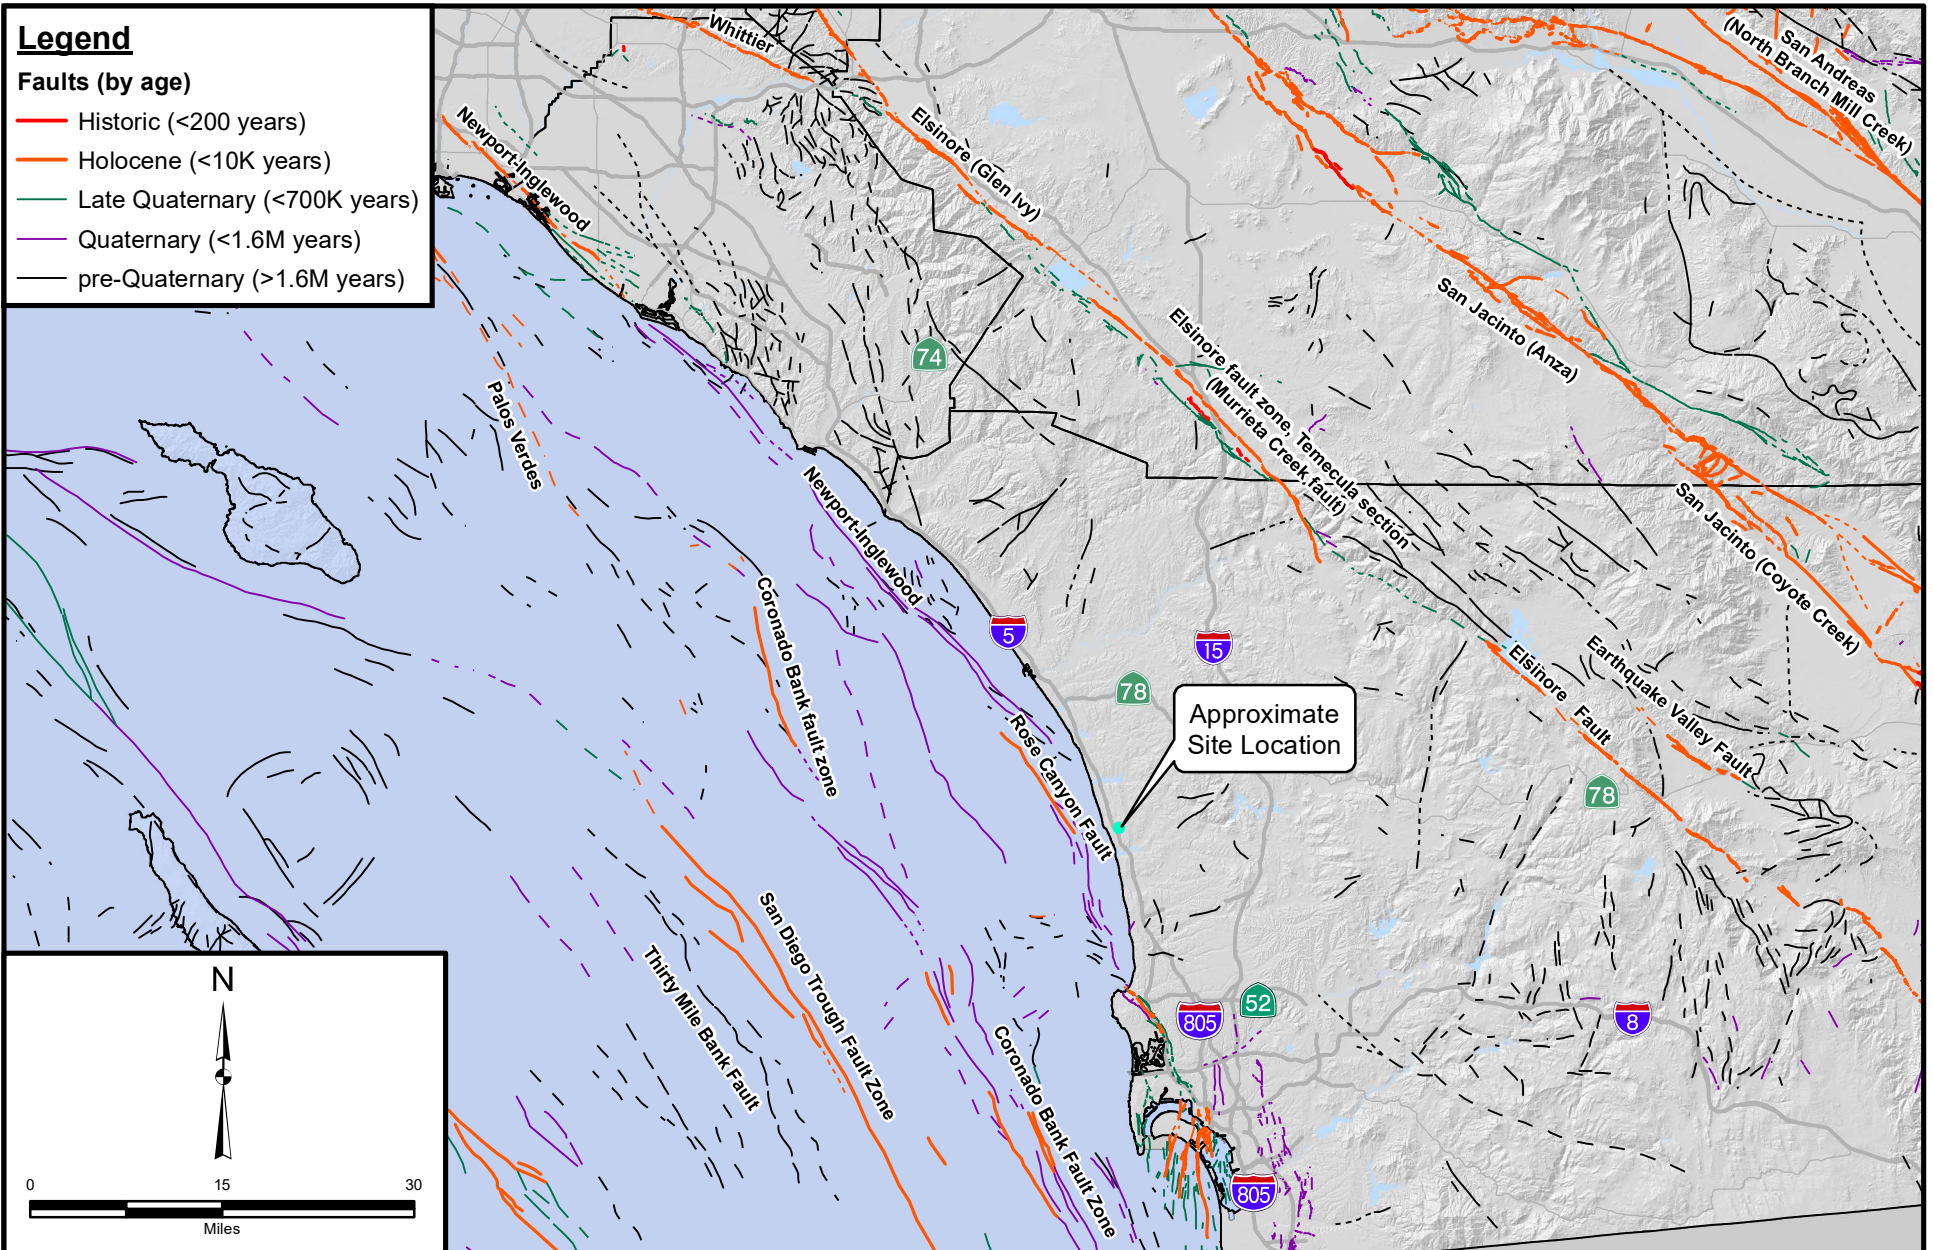 Legend
Faults (by age)
Historic (<200 years)
Holocene (<10K years)
Late Quaternary (<700K years)
Quaternary (<1.6M years)
pre-Quaternary (>1.6M years)
Whittier
San Andreas
(North Branch Mill Creek)
Newport-Inglewood
Elsinore (Glen Ivy)
San Jacinto (Anza)
Elsinore fault zone, Temecula section
(Murrieta Creek fault)
74
Palos Verdes
Newport-Inglewood
San Jacinto (Coyote Creek)
Coronado Bank fault zone
5
15
78
Elsinore Fault
Earthquake Valley Fault
Approximate
Site Location
Rose Canyon Fault
78
San Diego Trough Fault Zone
Thirty Mile Bank Fault
Coronado Bank Fault Zone
805
52
8
805
N
0 15 30
Miles